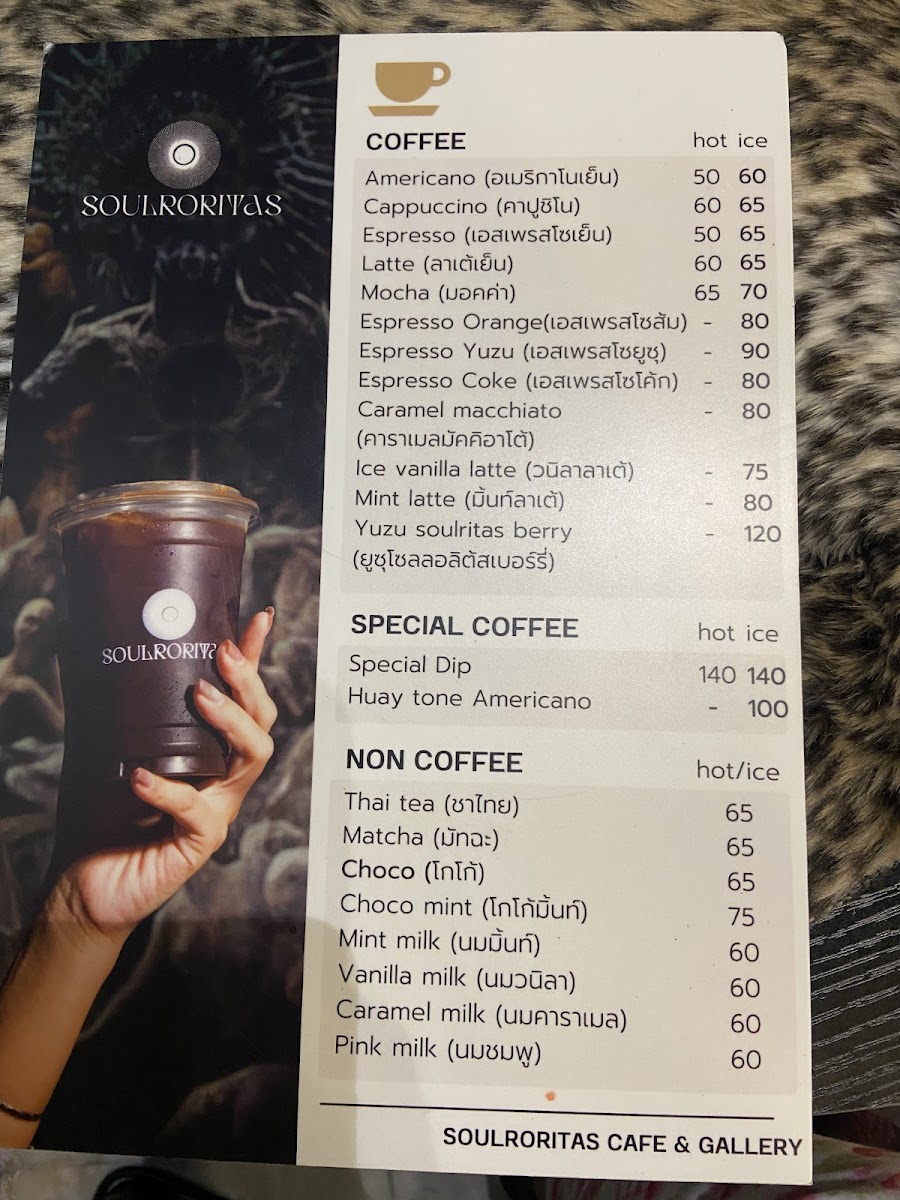 SOULRORITAS
SOULRORITAS
COFFEE hot ice
Americano (อเมริกาโนเย็น) 50 60
Cappuccino (คาปูชิโน) 60 65
Espresso (เอสเพรสโซเย็น) 50 65
Latte (ลาเต้เย็น) 60 65
Mocha (มอคค่า) 65 70
Espresso Orange(เอสเพรสโซส้ม) - 80
Espresso Yuzu (เอสเพรสโซยูซุ) - 90
Espresso Coke (เอสเพรสโซโค้ก) - 80
Caramel macchiato - 80
(คาราเมลมัคคิอาโต้)
Ice vanilla latte (วนิลาลาเต้) - 75
Mint latte (มิ้นท์ลาเต้) - 80
Yuzu soulritas berry - 120
(ยูซุโซลลอลิตัสเบอร์รี่)
SPECIAL COFFEE hot ice
Special Dip 140 140
Huay tone Americano - 100
NON COFFEE hot/ice
Thai tea (ชาไทย) 65
Matcha (มัทฉะ) 65
Choco (โกโก้) 65
Choco mint (โกโก้มิ้นท์) 75
Mint milk (นมมิ้นท์) 60
Vanilla milk (นมวนิลา) 60
Caramel milk (นมคาราเมล) 60
Pink milk (นมชมพู) 60
SOULRORITAS CAFE & GALLERY